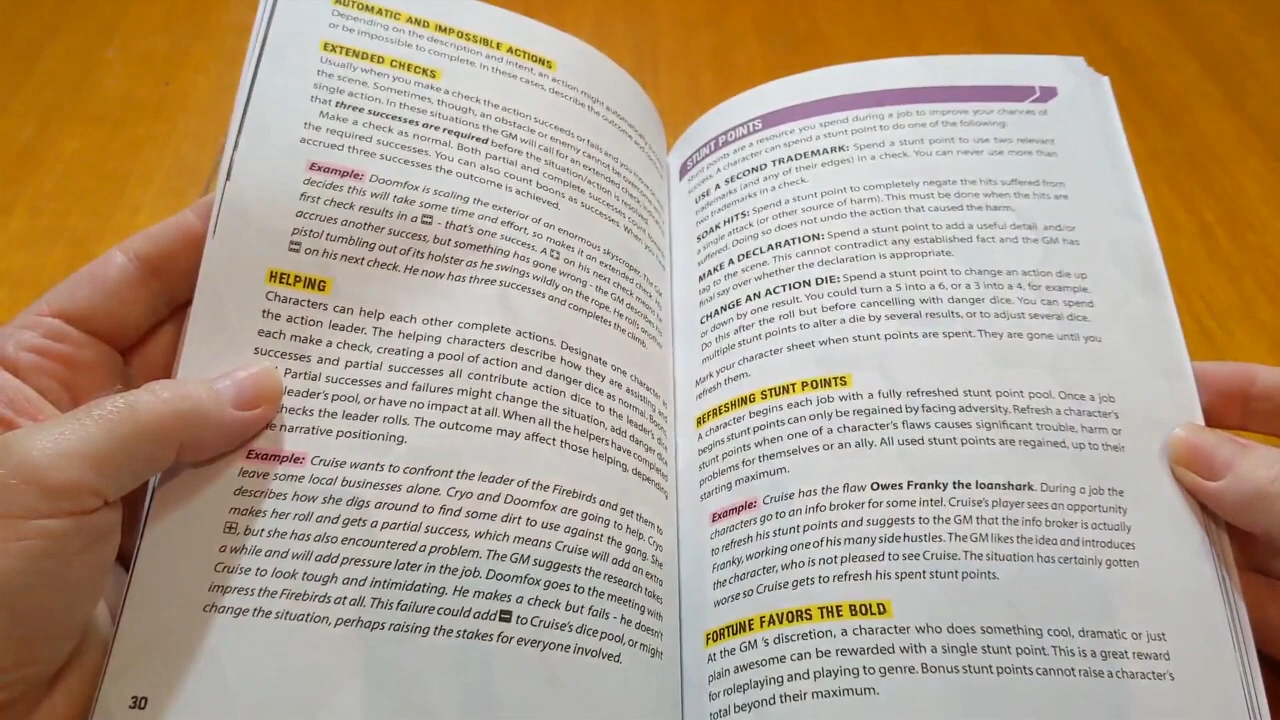 AUTOMATIC AND IMPOSSIBLE ACTIONS
Depending on the description and intent, an action might automatically
or be impossible to complete. In these cases, describe the outcome and
EXTENDED CHECKS
Usually when you make a check the action succeeds or fails and you
the scene. Sometimes, though, an obstacle or enemy cannot be overcome
single action. In these situations the GM will call for an extended check
that three successes are required before the situation/action is resolved.
Make a check as normal. Both partial and complete success count
the required successes. You can also count boons as successes. When you
accrued three successes the outcome is achieved.
Example: Doomfox is scaling the exterior of an enormous skyscroper. The GM
decides this will take some time and effort, so makes it an extended check.
first check results in a - that's one success. A on his next check means he
accrues another success, but something has gone wrong - the GM describes his
pistol tumbling out of its holster as he swings wildly on the rope. He rolls another
on his next check. He now has three successes and completes the climb.
HELPING
Characters can help each other complete actions. Designate one character as
the action leader. The helping characters describe how they are assisting and
each make a check, creating a pool of action and danger dice as normal. Boons,
successes and partial successes all contribute action dice to the leader's dice
Partial successes and failures might change the situation, add danger dice
leader's pool, or have no impact at all. When all the helpers have completed
checks the leader rolls. The outcome may affect those helping, depending
narrative positioning.
Example: Cruise wants to confront the leader of the Firebirds and get them to
leave some local businesses alone. Cryo and Doomfox are going to help. Cryo
describes how she digs around to find some dirt to use against the gang. She
makes her roll and gets a partial success, which means Cruise will add an extra
, but she has also encountered a problem. The GM suggests the research takes
a while and will add pressure later in the job. Doomfox goes to the meeting with
Cruise to look tough and intimidating. He makes a check but fails - he doesn't
impress the Firebirds at all. This failure could add to Cruise's dice pool, or might
change the situation, perhaps raising the stakes for everyone involved.
30
STUNT POINTS
Stunt points are a resource you spend during a job to improve your chances of
success. A character can spend a stunt point to do one of the following:
USE A SECOND TRADEMARK: Spend a stunt point to use two relevant
trademarks (and any of their edges) in a check. You can never use more than
two trademarks in a check.
SOAK HITS: Spend a stunt point to completely negate the hits suffered from
a single attack (or other source of harm). This must be done when the hits are
suffered. Doing so does not undo the action that caused the harm.
MAKE A DECLARATION: Spend a stunt point to add a useful detail and/or
tag to the scene. This cannot contradict any established fact and the GM has
final say over whether the declaration is appropriate.
CHANGE AN ACTION DIE: Spend a stunt point to change an action die up
or down by one result. You could turn a 5 into a 6, or a 3 into a 4, for example.
Do this after the roll but before cancelling with danger dice. You can spend
multiple stunt points to alter a die by several results, or to adjust several dice.
Mark your character sheet when stunt points are spent. They are gone until you
refresh them.
REFRESHING STUNT POINTS
A character begins each job with a fully refreshed stunt point pool. Once a job
begins stunt points can only be regained by facing adversity. Refresh a character's
stunt points when one of a character's flaws causes significant trouble, harm or
problems for themselves or an ally. All used stunt points are regained, up to their
starting maximum.
Example: Cruise has the flaw Owes Franky the loanshark. During a job the
characters go to an info broker for some intel. Cruise's player sees an opportunity
to refresh his stunt points and suggests to the GM that the info broker is actually
Franky, working one of his many side hustles. The GM likes the idea and introduces
the character, who is not pleased to see Cruise. The situation has certainly gotten
worse so Cruise gets to refresh his spent stunt points.
FORTUNE FAVORS THE BOLD
At the GM 's discretion, a character who does something cool, dramatic or just
plain awesome can be rewarded with a single stunt point. This is a great reward
for roleplaying and playing to genre. Bonus stunt points cannot raise a character's
total beyond their maximum.